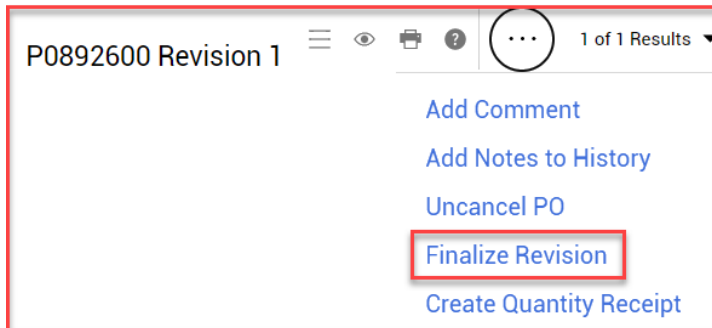 P0892600 Revision 1
? ... 1 of 1 Results
Add Comment
Add Notes to History
Uncancel PO
Finalize Revision
Create Quantity Receipt